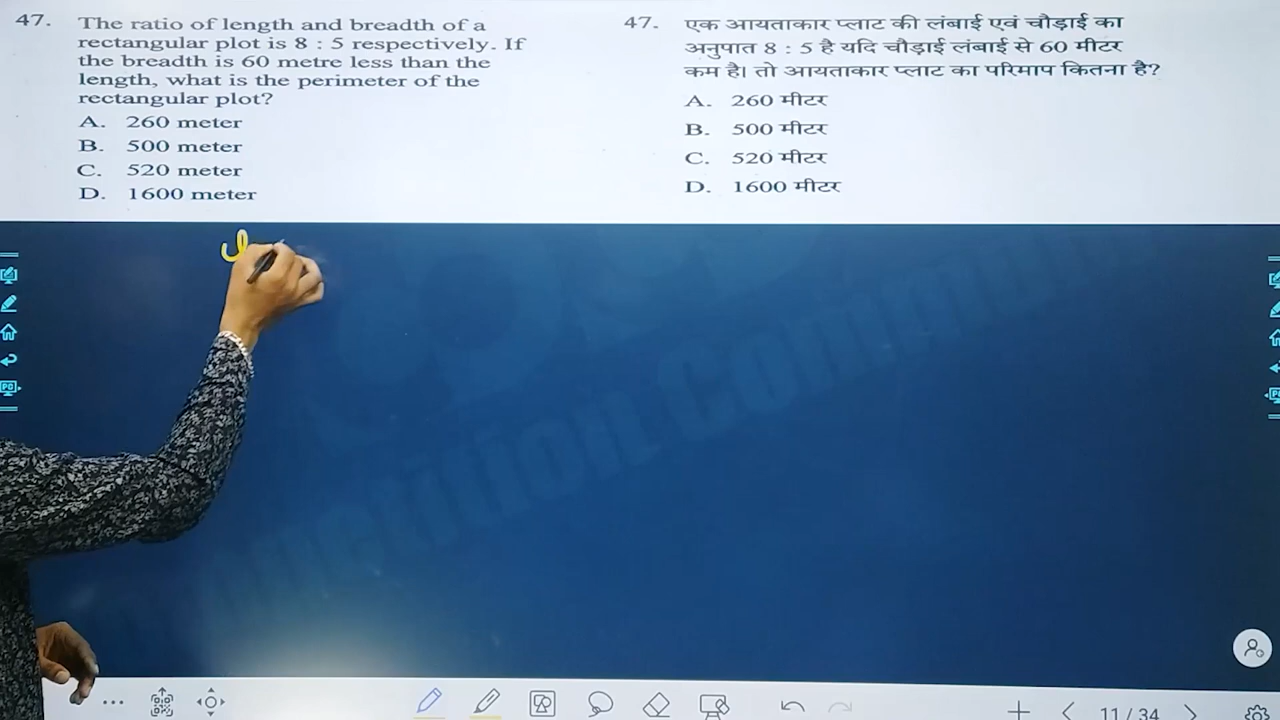 47. The ratio of length and breadth of a
rectangular plot is 8 : 5 respectively. If
the breadth is 60 metre less than the
length, what is the perimeter of the
rectangular plot?
A. 260 meter
B. 500 meter
C. 520 meter
D. 1600 meter
47. एक आयताकार प्लाट की लंबाई एवं चौड़ाई का
अनुपात 8 : 5 है यदि चौड़ाई लंबाई से 60 मीटर
कम है। तो आयताकार प्लाट का परिमाप कितना है?
A. 260 मीटर
B. 500 मीटर
C. 520 मीटर
D. 1600 मीटर
11 / 34